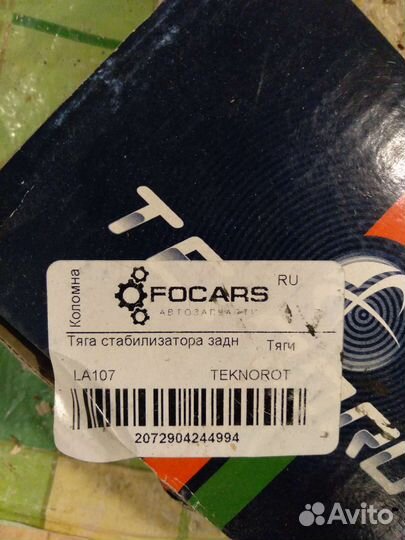 Коломна
FOCARS
АВТОЗАПЧАСТИ
RU
Тяга стабилизатора задн
Тяги
LA107
TEKNOROT
2072904244994
Avito